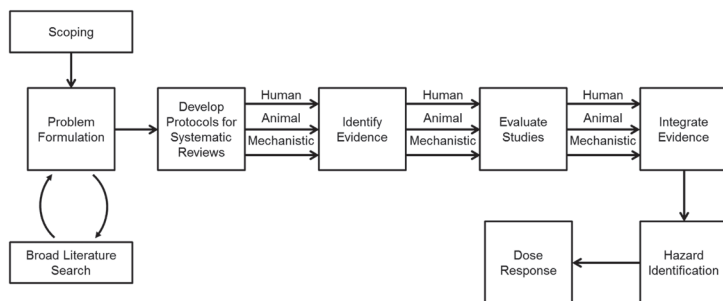 Scoping
Problem
Formulation
Broad Literature
Search
Develop
Protocols for
Systematic
Reviews
Human
Animal
Mechanistic
Identify
Evidence
Human
Animal
Mechanistic
Evaluate
Studies
Human
Animal
Mechanistic
Integrate
Evidence
Hazard
Identification
Dose
Response